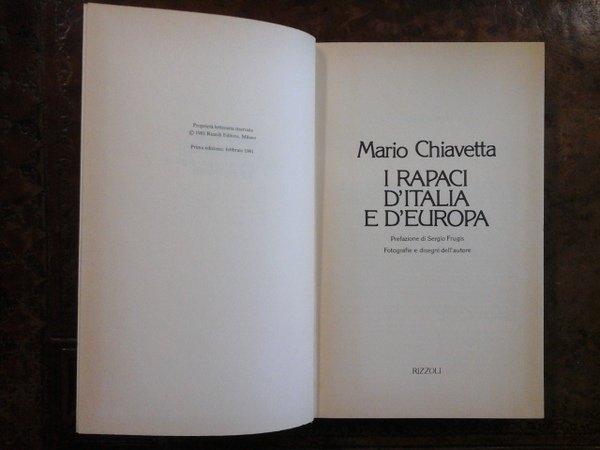 Proprietà letteraria riservata
© 1981 Rizzoli Editore, Milano
Prima edizione: febbraio 1981
Mario Chiavetta
I RAPACI
D'ITALIA
E D'EUROPA
Prefazione di Sergio Frugis
Fotografie e disegni dell'autore
RIZZOLI